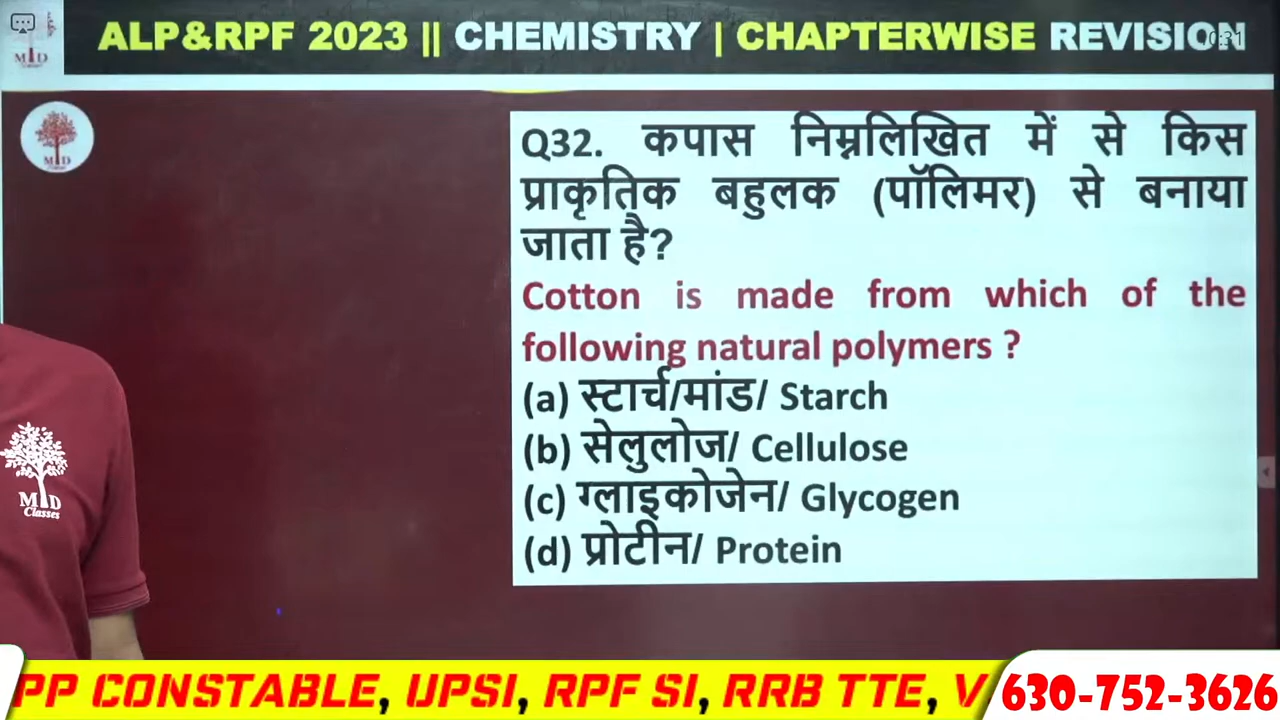 ALP&RPF 2023 || CHEMISTRY | CHAPTERWISE REVISION
MD
MD
Q32. कपास निम्नलिखित में से किस
प्राकृतिक बहुलक (पॉलिमर) से बनाया
जाता है?
Cotton is made from which of the
following natural polymers ?
(a) स्टार्च/मांड/ Starch
(b) सेलुलोज/ Cellulose
(c) ग्लाइकोजेन/ Glycogen
(d) प्रोटीन/ Protein
MD
Classes
PP CONSTABLE, UPSI, RPF SI, RRB TTE, V
630-752-3626